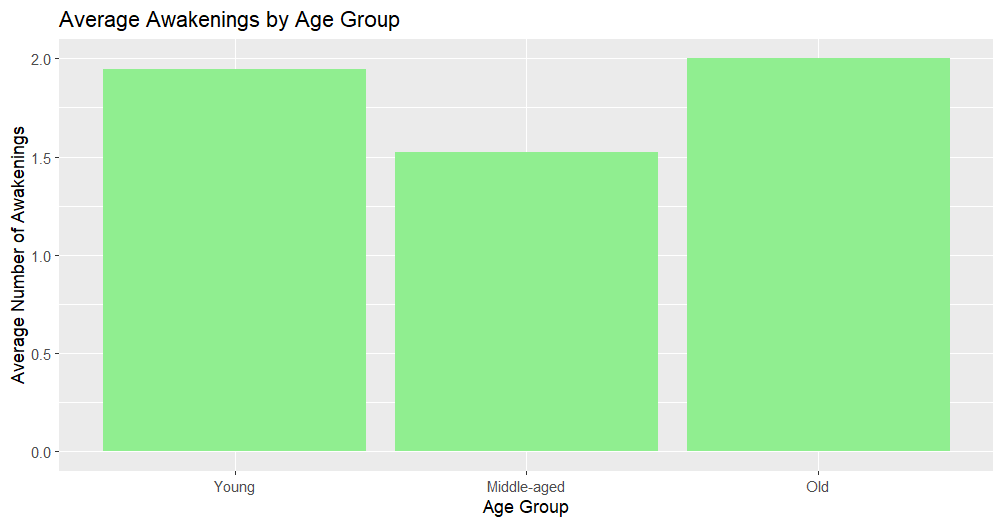 Average Awakenings by Age Group
Average Number of Awakenings
2.0
1.5
1.0
0.5
0.0
Young Middle-aged Old
Age Group